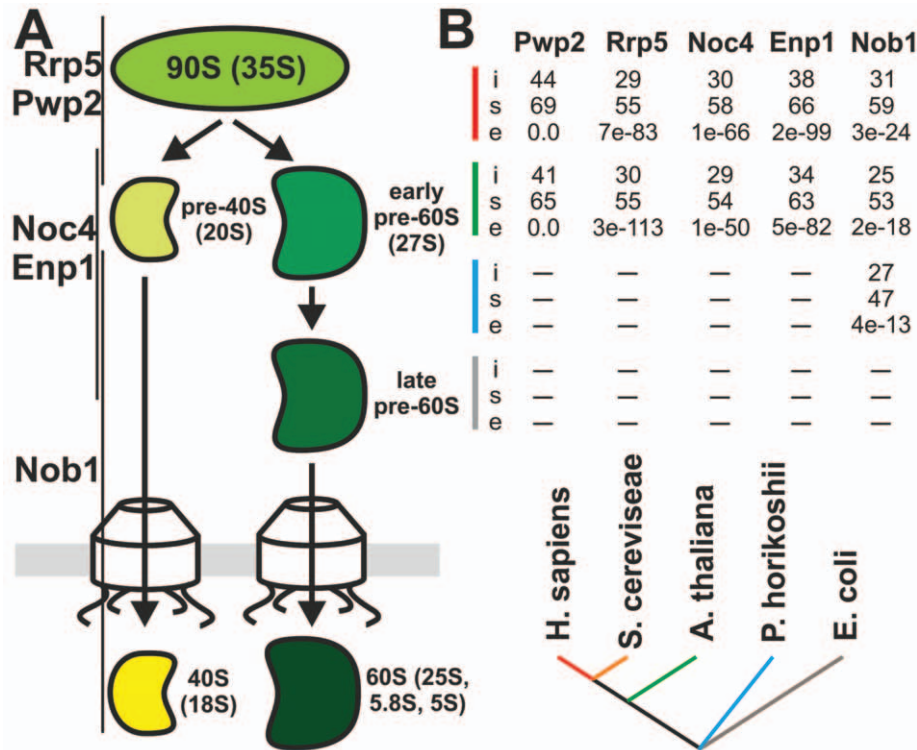 A
Rrp5
Pwp2
90S (35S)
Noc4
Enp1
pre-40S
(20S)
early
pre-60S
(27S)
late
pre-60S
Nob1
40S
(18S)
60S (25S,
5.8S, 5S)
B
Pwp2 Rrp5 Noc4 Enp1 Nob1
i 44 29 30 38 31
s 69 55 58 66 59
e 0.0 7e-83 1e-66 2e-99 3e-24
i 41 30 29 34 25
s 65 55 54 63 53
e 0.0 3e-113 1e-50 5e-82 2e-18
i — — — — 27
s — — — — 47
e — — — — 4e-13
i — — — — —
s — — — — —
e — — — — —
H. sapiens
S. cereviseae
A. thaliana
P. horikoshii
E. coli